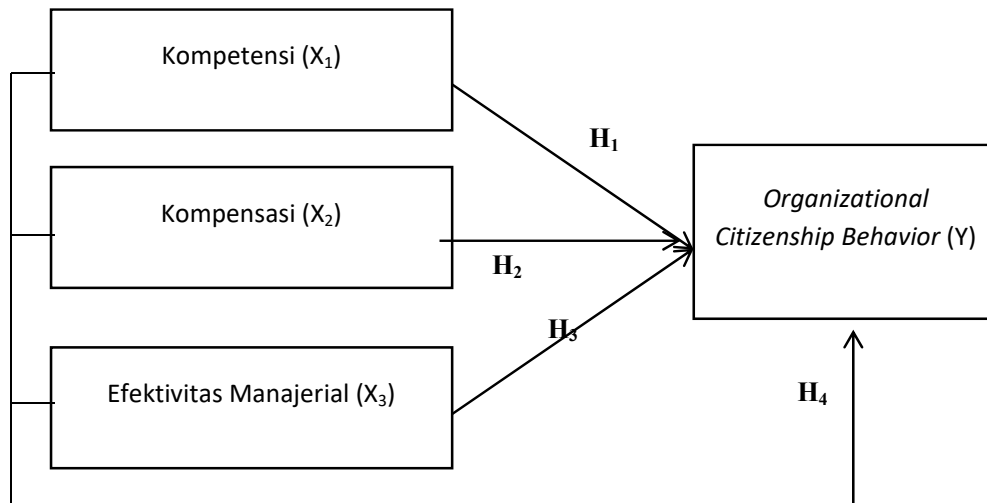 Kompetensi (X₁)
H₁
Kompensasi (X₂)
Organizational
Citizenship Behavior (Y)
H₂
H₃
Efektivitas Manajerial (X₃)
H₄